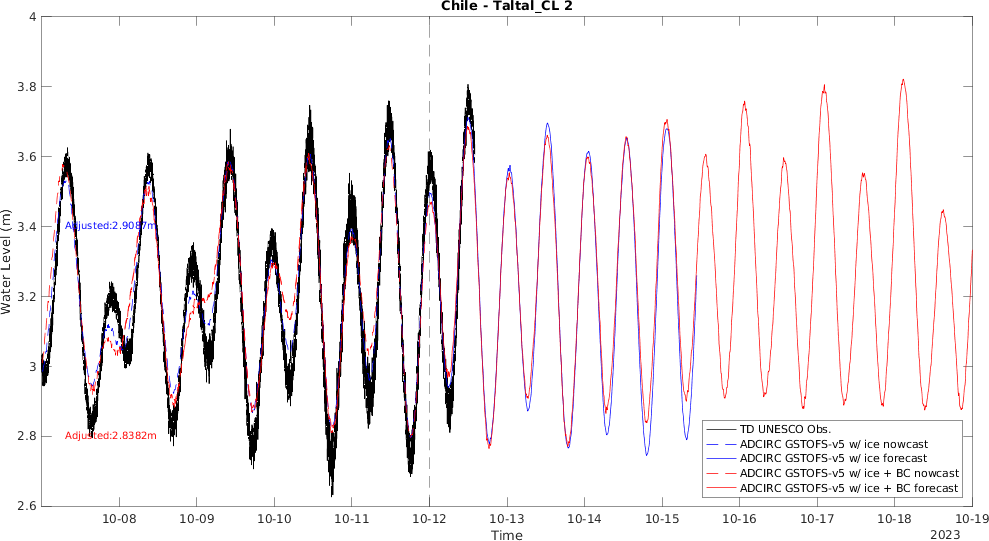 Chile - Taltal_CL 2
4
3.8
3.6
3.4
3.2
3
2.8
2.6
Water Level (m)
Adjusted:2.9087m
Adjusted:2.8382m
TD UNESCO Obs.
ADCIRC GSTOFS-v5 w/ ice nowcast
ADCIRC GSTOFS-v5 w/ ice forecast
ADCIRC GSTOFS-v5 w/ ice + BC nowcast
ADCIRC GSTOFS-v5 w/ ice + BC forecast
10-08 10-09 10-10 10-11 10-12 10-13 10-14 10-15 10-16 10-17 10-18 10-19
Time
2023